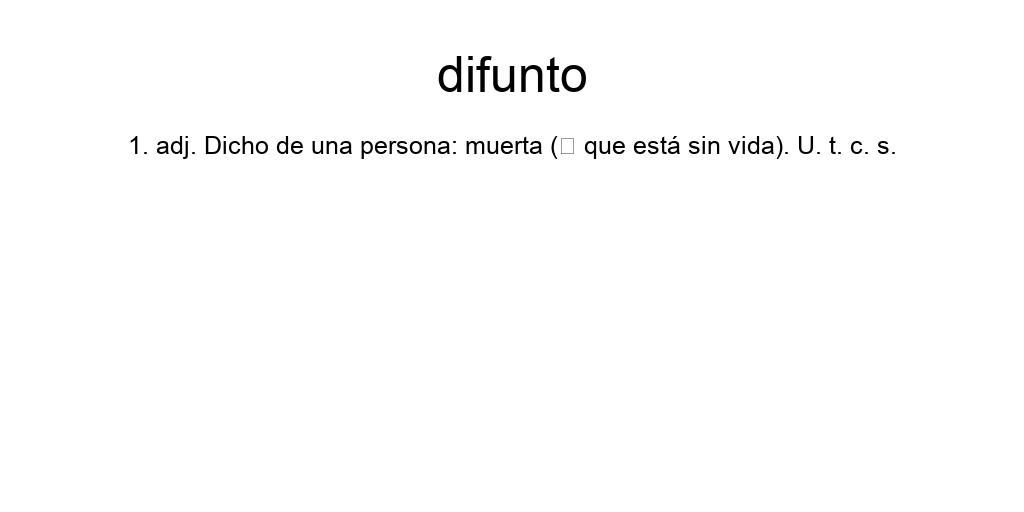 difunto
1. adj. Dicho de una persona: muerta (▯ que está sin vida). U. t. c. s.